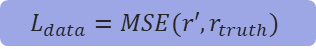 L_data = MSE(r′, r_truth)